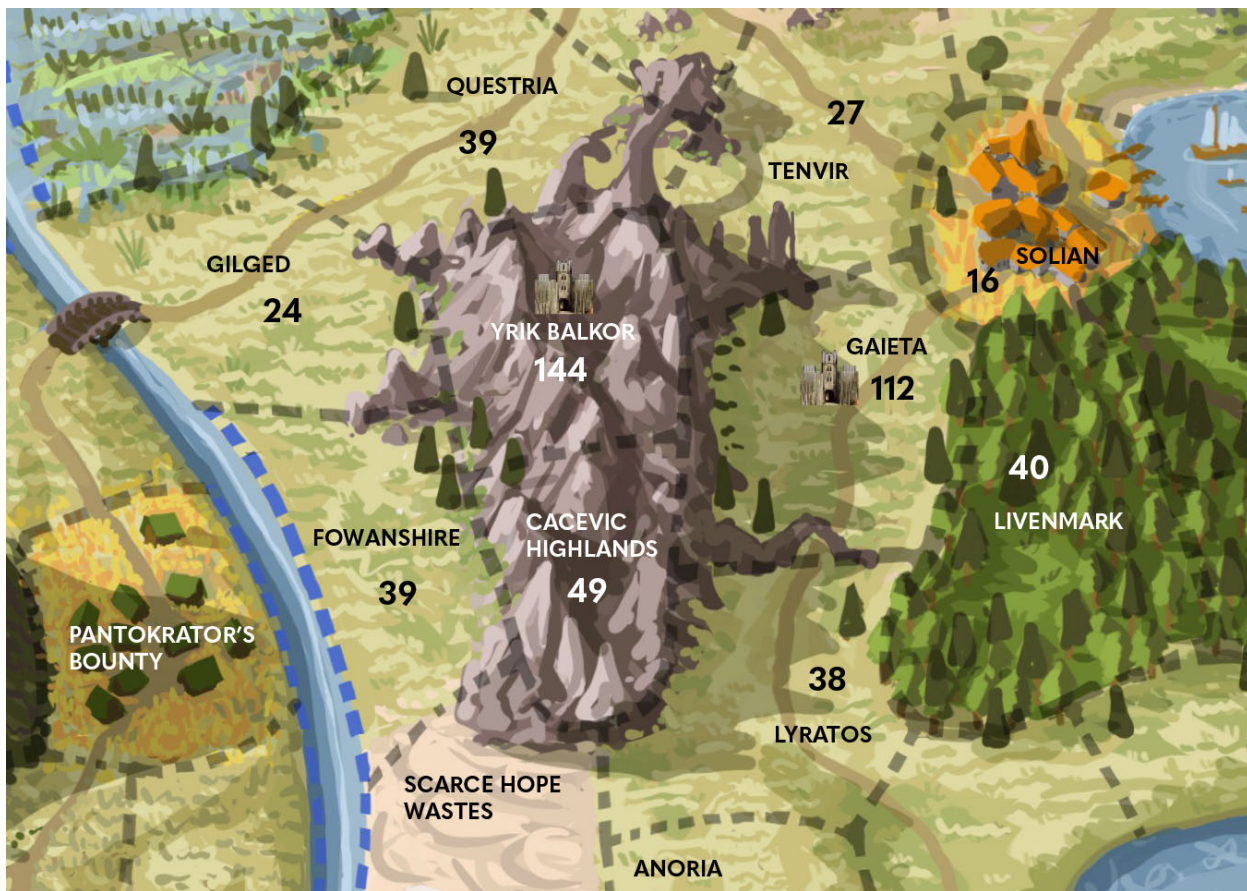 QUESTRIA
39
27
TENVIR
GILGED
24
SOLIAN
16
YRIK BALKOR
144
GAIETA
112
40
LIVENMARK
FOWANSHIRE
39
CACEVIC
HIGHLANDS
49
PANTOKRATOR'S
BOUNTY
38
LYRATOS
SCARCE HOPE
WASTES
ANORIA